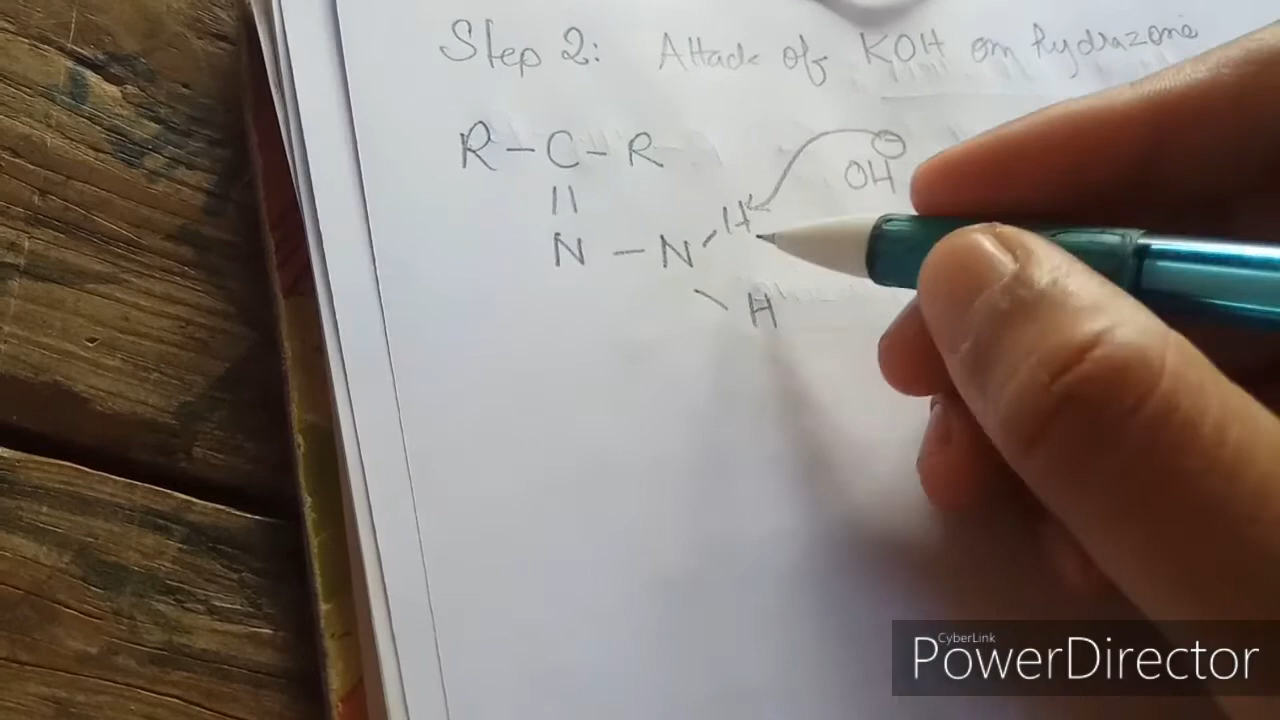 Step 2: Attack of KOH on hydrazone
R-C-R
||
N-N
H
H
⊖
OH
CyberLink
PowerDirector